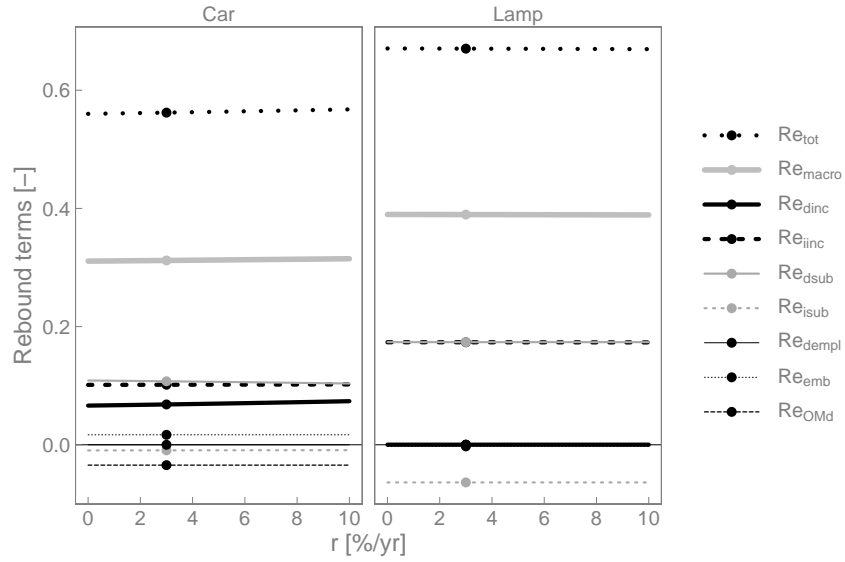 Car
Lamp
Rebound terms [−]
0.6
0.4
0.2
0.0
0 2 4 6 8 10
0 2 4 6 8 10
r [%/yr]
Re_tot
Re_macro
Re_dinc
Re_iinc
Re_dsub
Re_isub
Re_dempl
Re_emb
Re_OMd